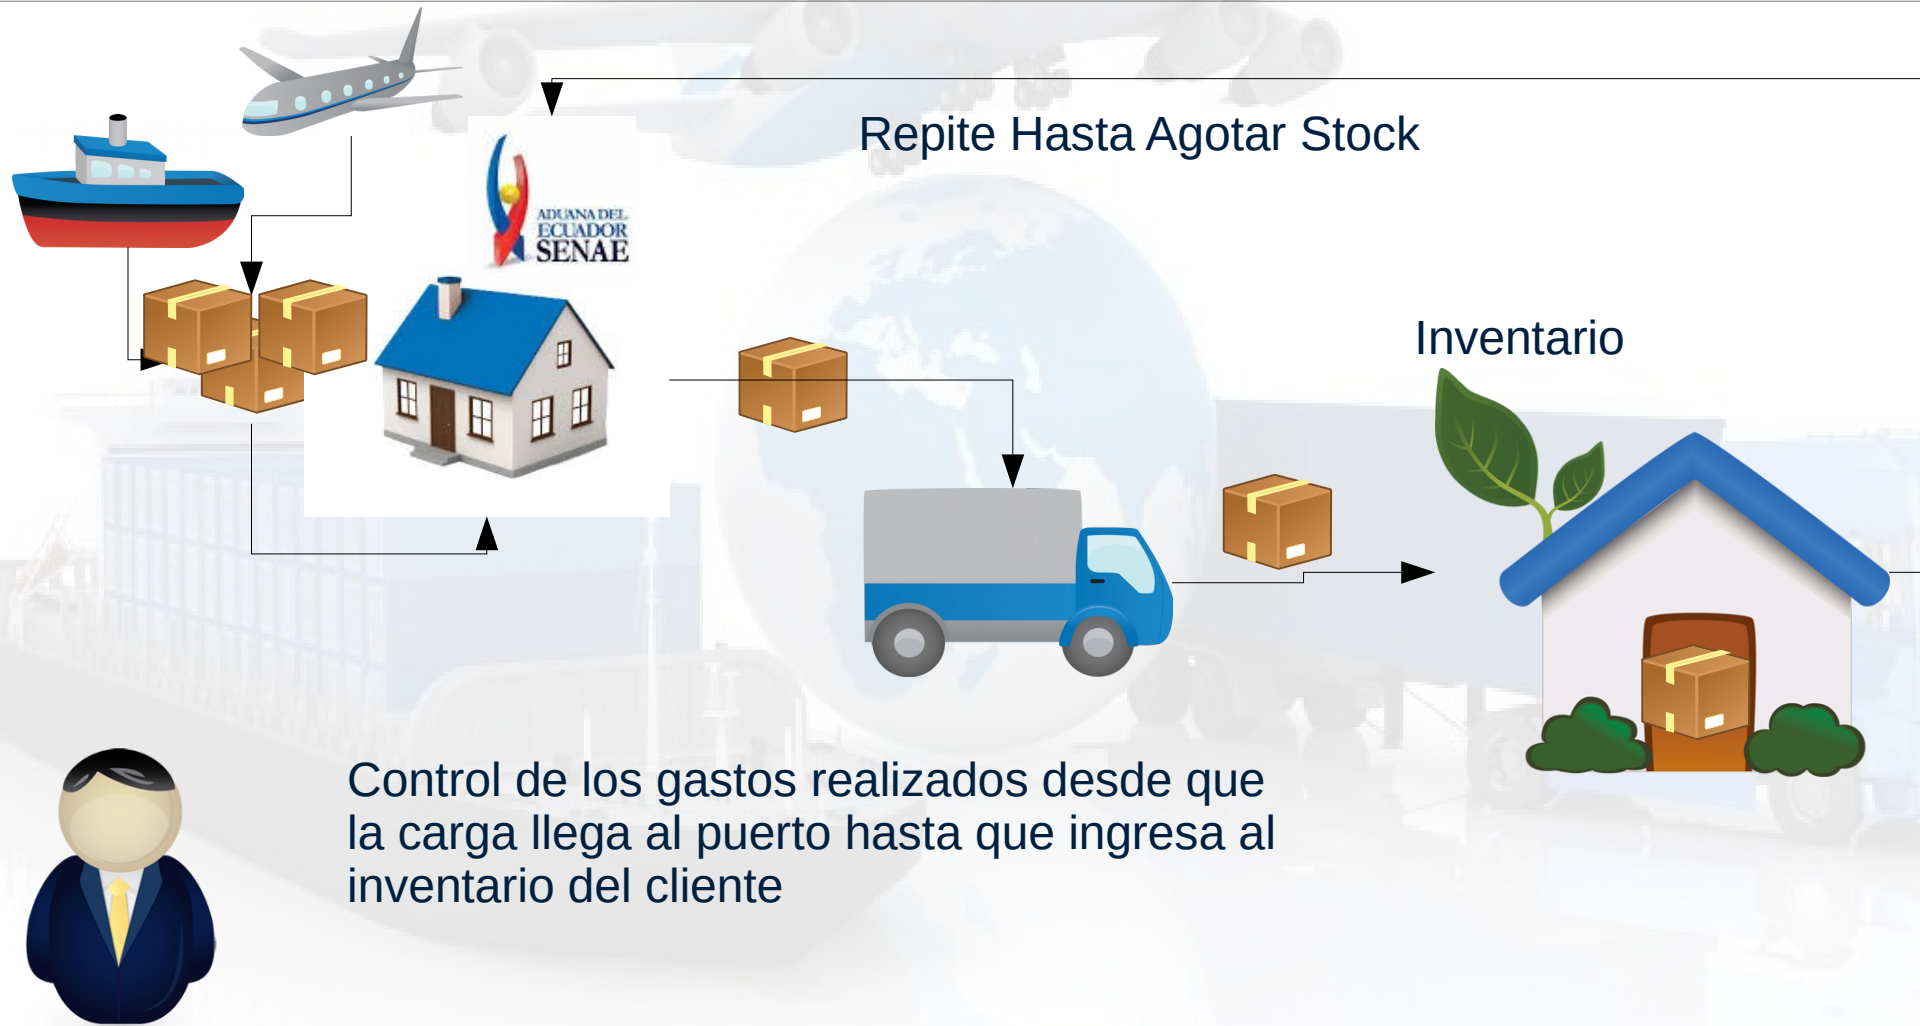 Repite Hasta Agotar Stock
ADUANA DEL
ECUADOR
SENAE
Inventario
Control de los gastos realizados desde que
la carga llega al puerto hasta que ingresa al
inventario del cliente